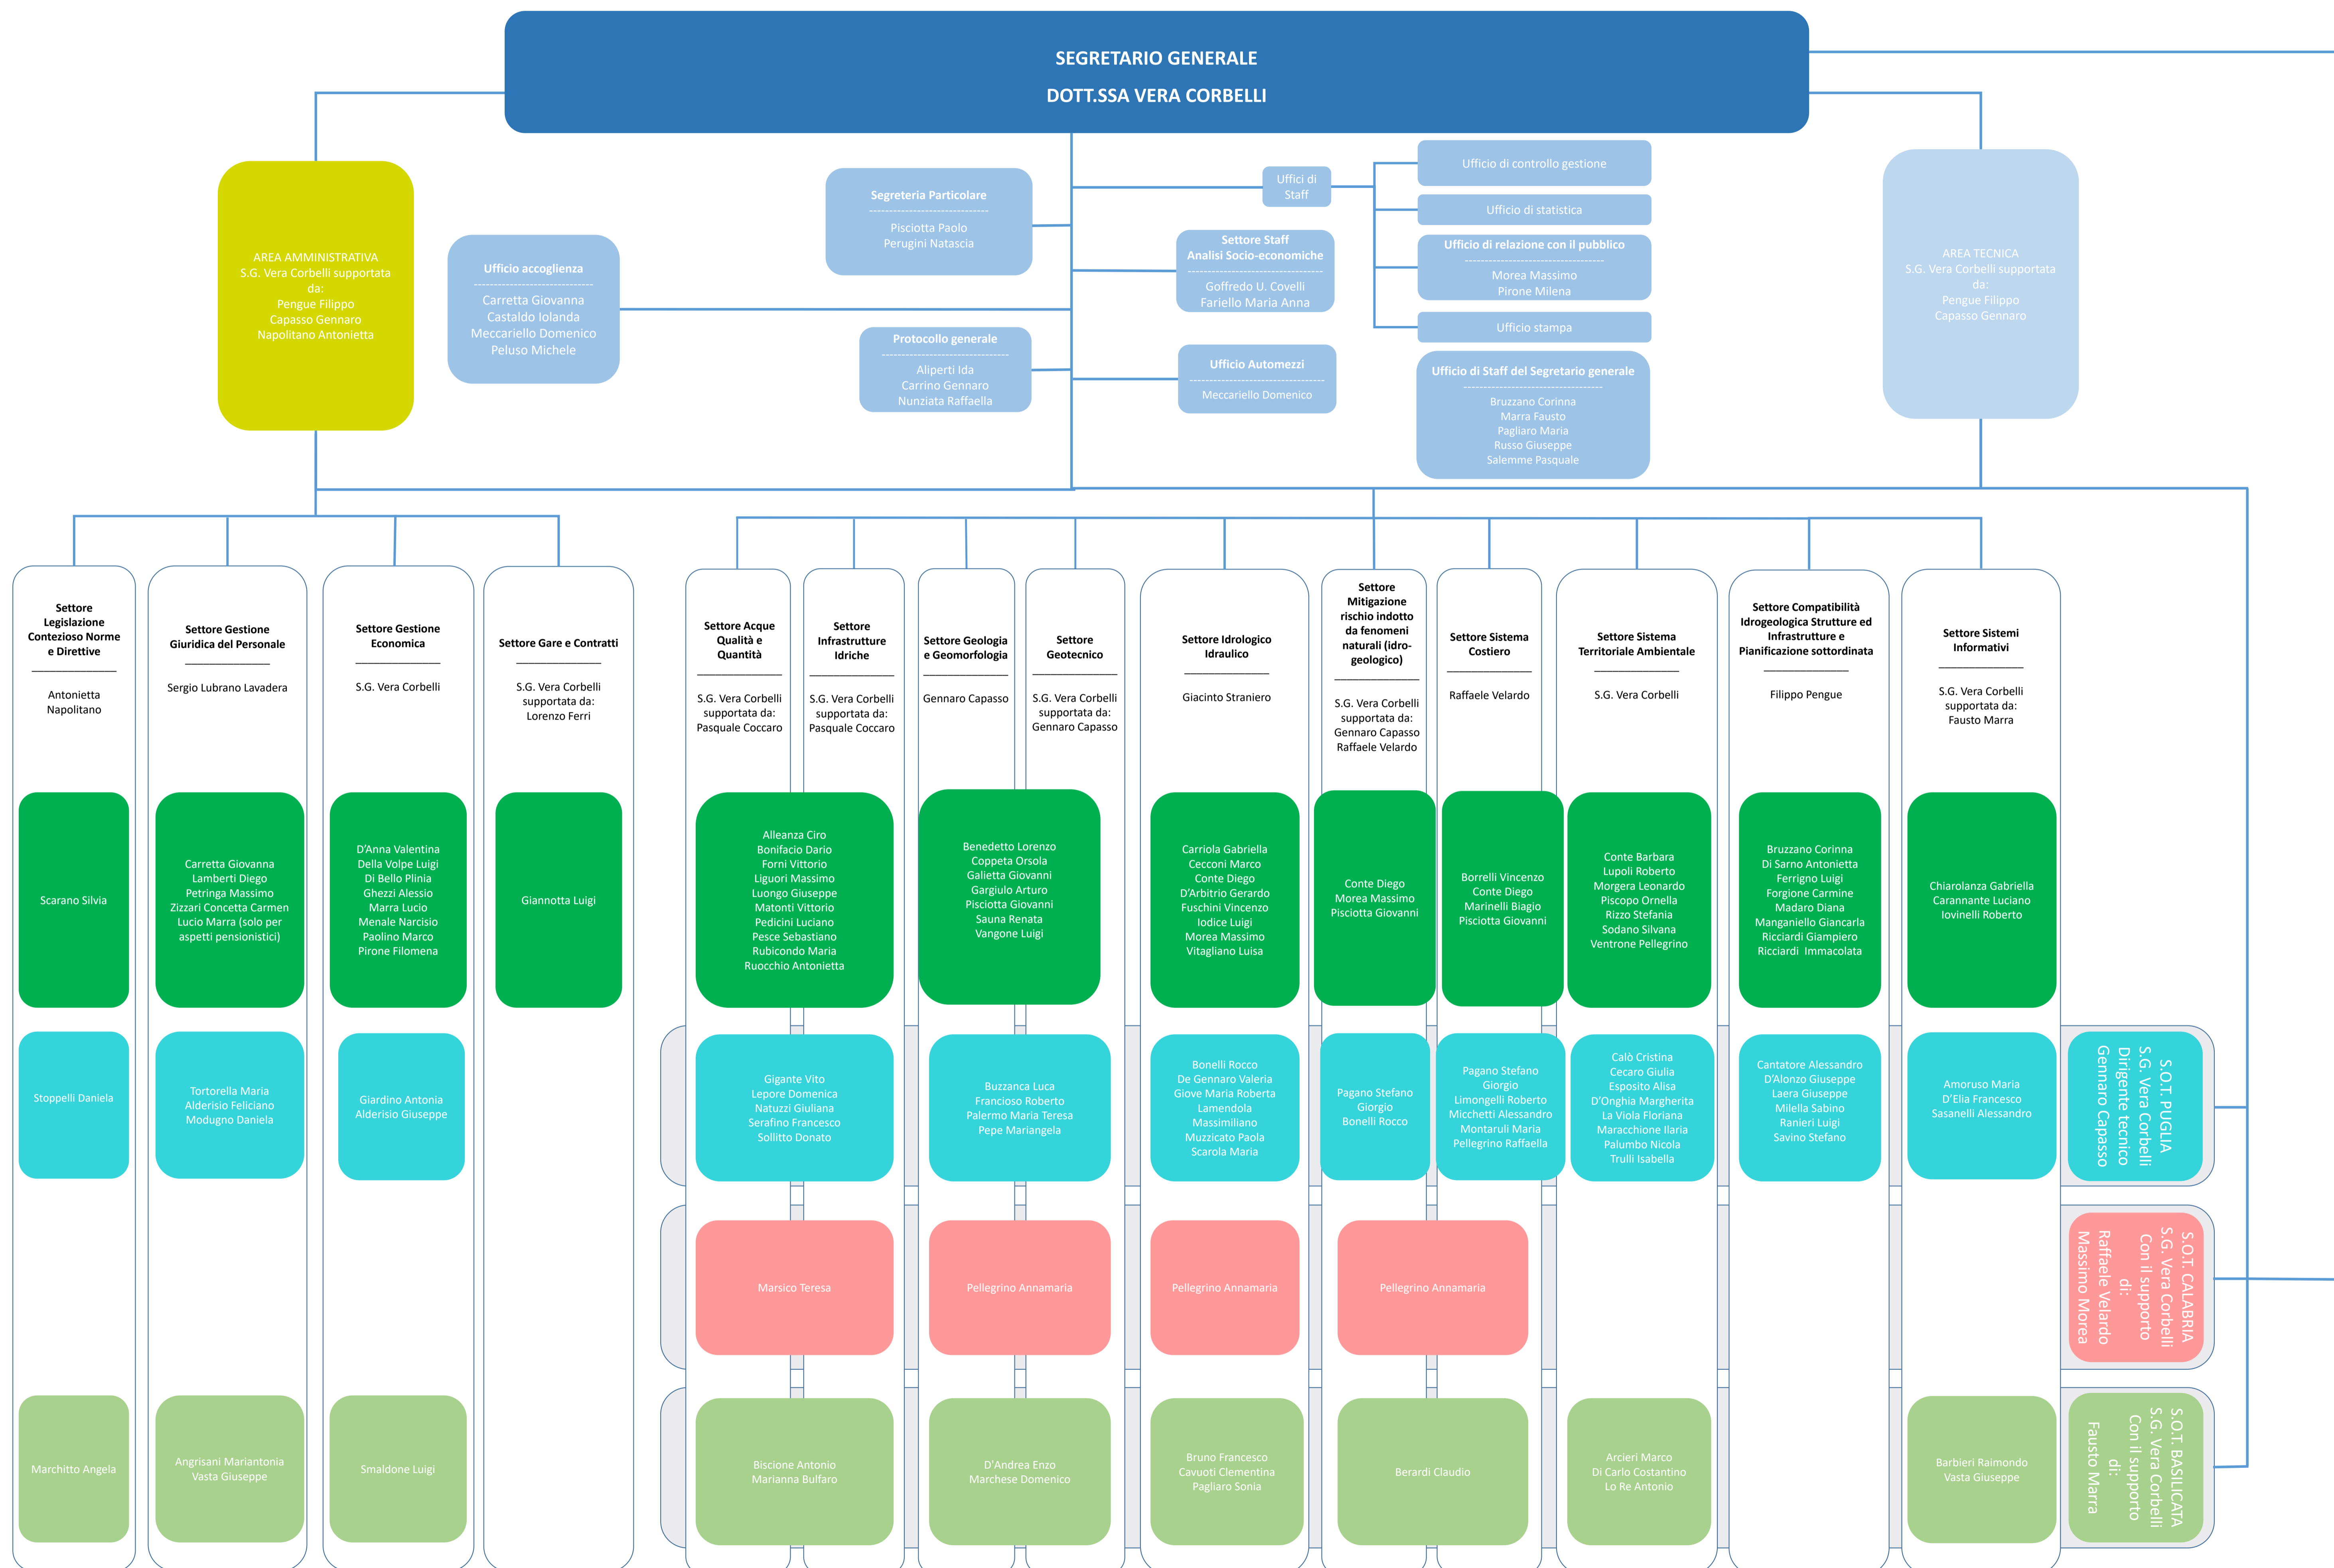 SEGRETARIO GENERALE
DOTT.SSA VERA CORBELLI
AREA AMMINISTRATIVA
S.G. Vera Corbelli supportata
da:
Pengue Filippo
Capasso Gennaro
Napolitano Antonietta
Ufficio accoglienza
------------------------------
Carretta Giovanna
Castaldo Iolanda
Meccariello Domenico
Peluso Michele
Segreteria Particolare
------------------------------
Pisciotta Paolo
Perugini Natascia
Protocollo generale
--------------------------------
Aliperti Ida
Carrino Gennaro
Nunziata Raffaella
Uffici di
Staff
Settore Staff
Analisi Socio-economiche
----------------------------------
Goffredo U. Covelli
Fariello Maria Anna
Ufficio Automezzi
----------------------------------
Meccariello Domenico
Ufficio di controllo gestione
Ufficio di statistica
Ufficio di relazione con il pubblico
-----------------------------------
Morea Massimo
Pirone Milena
Ufficio stampa
Ufficio di Staff del Segretario generale
-----------------------------------
Bruzzano Corinna
Marra Fausto
Pagliaro Maria
Russo Giuseppe
Salemme Pasquale
AREA TECNICA
S.G. Vera Corbelli supportata
da:
Pengue Filippo
Capasso Gennaro
Settore
Legislazione
Contezioso Norme
e Direttive
Antonietta
Napolitano
Settore Gestione
Giuridica del Personale
Sergio Lubrano Lavadera
Settore Gestione
Economica
S.G. Vera Corbelli
Settore Gare e Contratti
S.G. Vera Corbelli
supportata da:
Lorenzo Ferri
Settore Acque
Qualità e
Quantità
S.G. Vera Corbelli
supportata da:
Pasquale Coccaro
Settore
Infrastrutture
Idriche
S.G. Vera Corbelli
supportata da:
Pasquale Coccaro
Settore Geologia
e Geomorfologia
Gennaro Capasso
Settore
Geotecnico
S.G. Vera Corbelli
supportata da:
Gennaro Capasso
Settore Idrologico
Idraulico
Giacinto Straniero
Settore
Mitigazione
rischio indotto
da fenomeni
naturali (idro-
geologico)
S.G. Vera Corbelli
supportata da:
Gennaro Capasso
Raffaele Velardo
Settore Sistema
Costiero
Raffaele Velardo
Settore Sistema
Territoriale Ambientale
S.G. Vera Corbelli
Settore Compatibilità
Idrogeologica Strutture ed
Infrastrutture e
Pianificazione sottordinata
Filippo Pengue
Settore Sistemi
Informativi
S.G. Vera Corbelli
supportata da:
Fausto Marra
Scarano Silvia
Carretta Giovanna
Lamberti Diego
Petringa Massimo
Zizzari Concetta Carmen
Lucio Marra (solo per
aspetti pensionistici)
D'Anna Valentina
Della Volpe Luigi
Di Bello Plinia
Ghezzi Alessio
Marra Lucio
Menale Narcisio
Paolino Marco
Pirone Filomena
Giannotta Luigi
Alleanza Ciro
Bonifacio Dario
Forni Vittorio
Liguori Massimo
Luongo Giuseppe
Matonti Vittorio
Pedicini Luciano
Pesce Sebastiano
Rubicondo Maria
Ruocchio Antonietta
Benedetto Lorenzo
Coppeta Orsola
Galietta Giovanni
Gargiulo Arturo
Pisciotta Giovanni
Sauna Renata
Vangone Luigi
Carriola Gabriella
Cecconi Marco
Conte Diego
D'Arbitrio Gerardo
Fuschini Vincenzo
Iodice Luigi
Morea Massimo
Vitagliano Luisa
Conte Diego
Morea Massimo
Pisciotta Giovanni
Borrelli Vincenzo
Conte Diego
Marinelli Biagio
Pisciotta Giovanni
Conte Barbara
Lupoli Roberto
Morgera Leonardo
Piscopo Ornella
Rizzo Stefania
Sodano Silvana
Ventrone Pellegrino
Bruzzano Corinna
Di Sarno Antonietta
Ferrigno Luigi
Forgione Carmine
Madaro Diana
Manganiello Giancarla
Ricciardi Giampiero
Ricciardi Immacolata
Chiarolanza Gabriella
Carannante Luciano
Iovinelli Roberto
Stoppelli Daniela
Tortorella Maria
Alderisio Feliciano
Modugno Daniela
Giardino Antonia
Alderisio Giuseppe
Gigante Vito
Lepore Domenica
Natuzzi Giuliana
Serafino Francesco
Sollitto Donato
Buzzanca Luca
Francioso Roberto
Palermo Maria Teresa
Pepe Mariangela
Bonelli Rocco
De Gennaro Valeria
Giove Maria Roberta
Lamendola
Massimiliano
Muzzicato Paola
Scarola Maria
Pagano Stefano
Giorgio
Bonelli Rocco
Pagano Stefano
Giorgio
Limongelli Roberto
Micchetti Alessandro
Montaruli Maria
Pellegrino Raffaella
Calò Cristina
Cecaro Giulia
Esposito Alisa
D'Onghia Margherita
La Viola Floriana
Maracchione Ilaria
Palumbo Nicola
Trulli Isabella
Cantatore Alessandro
D'Alonzo Giuseppe
Laera Giuseppe
Milella Sabino
Ranieri Luigi
Savino Stefano
Amoruso Maria
D'Elia Francesco
Sasanelli Alessandro
S.O.T. PUGLIA
S.G. Vera Corbelli
Dirigente tecnico
Gennaro Capasso
Marsico Teresa
Pellegrino Annamaria
Pellegrino Annamaria
Pellegrino Annamaria
S.O.T. CALABRIA
S.G. Vera Corbelli
Con il supporto
di:
Raffaele Velardo
Massimo Morea
Marchitto Angela
Angrisani Mariantonia
Vasta Giuseppe
Smaldone Luigi
Biscione Antonio
Marianna Bulfaro
D'Andrea Enzo
Marchese Domenico
Bruno Francesco
Cavuoti Clementina
Pagliaro Sonia
Berardi Claudio
Arcieri Marco
Di Carlo Costantino
Lo Re Antonio
Barbieri Raimondo
Vasta Giuseppe
S.O.T. BASILICATA
S.G. Vera Corbelli
Con il supporto
di:
Fausto Marra